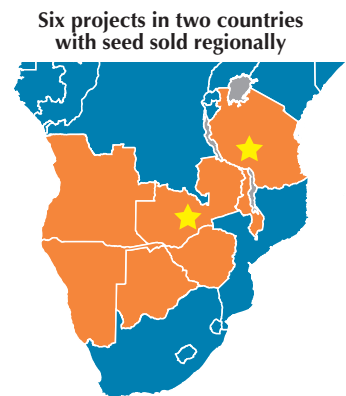 Six projects in two countries
with seed sold regionally